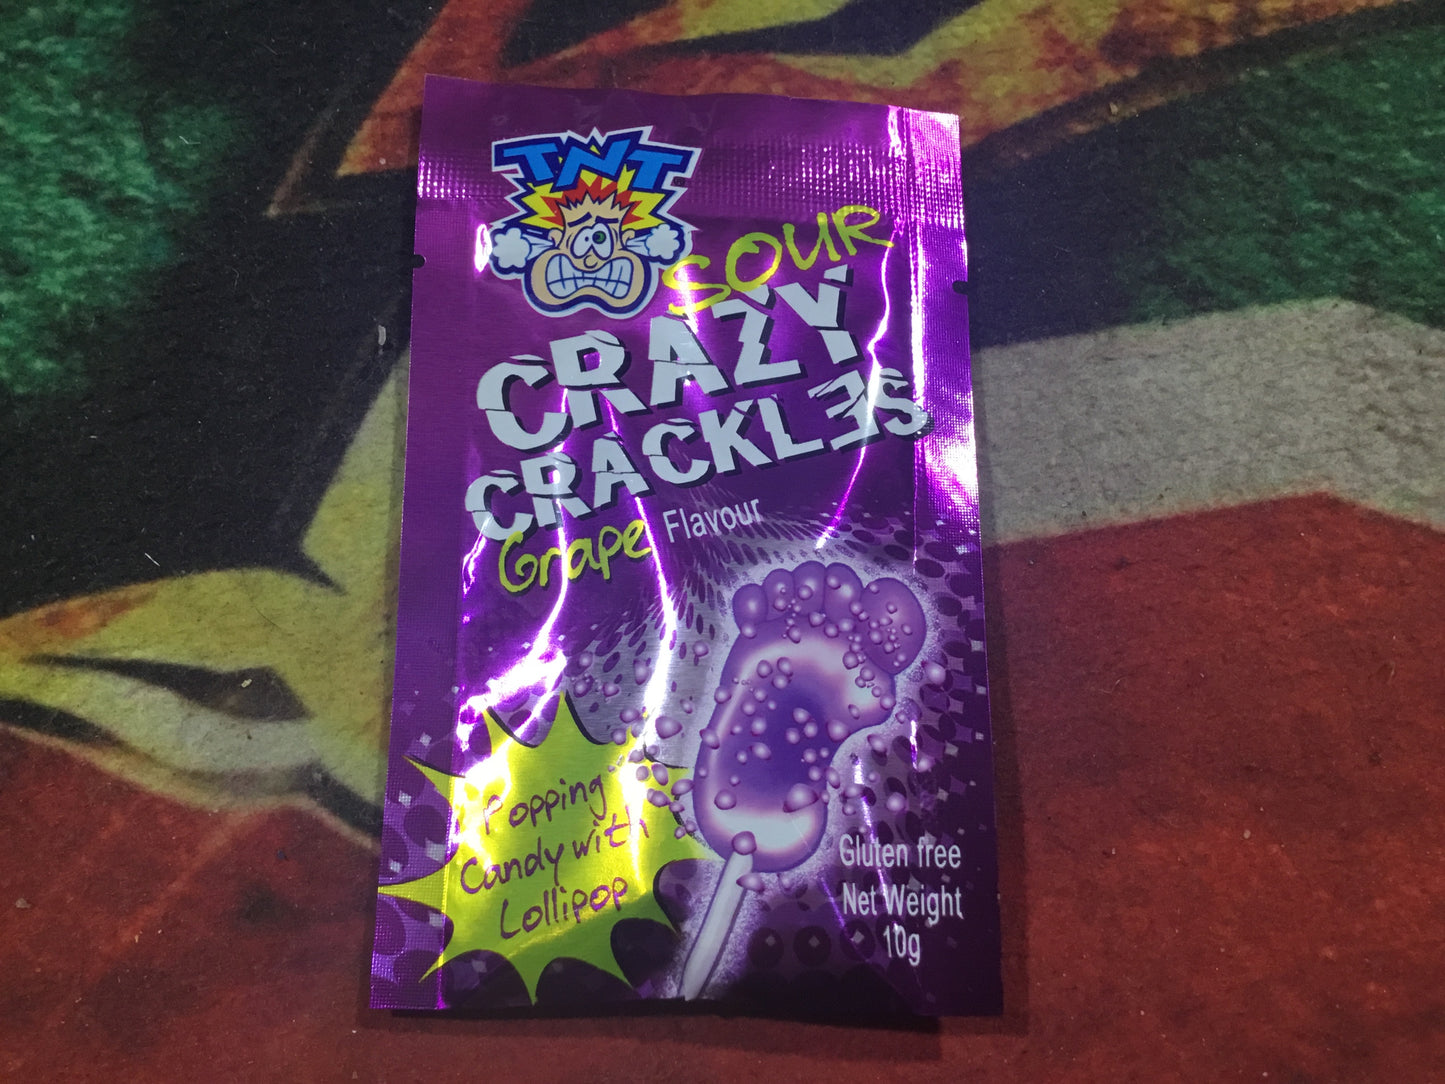 TNT
SOUR
CRAZY
CRACKLES
Grape Flavour
Popping
Candy with
Lollipop
Gluten free
Net Weight
10g